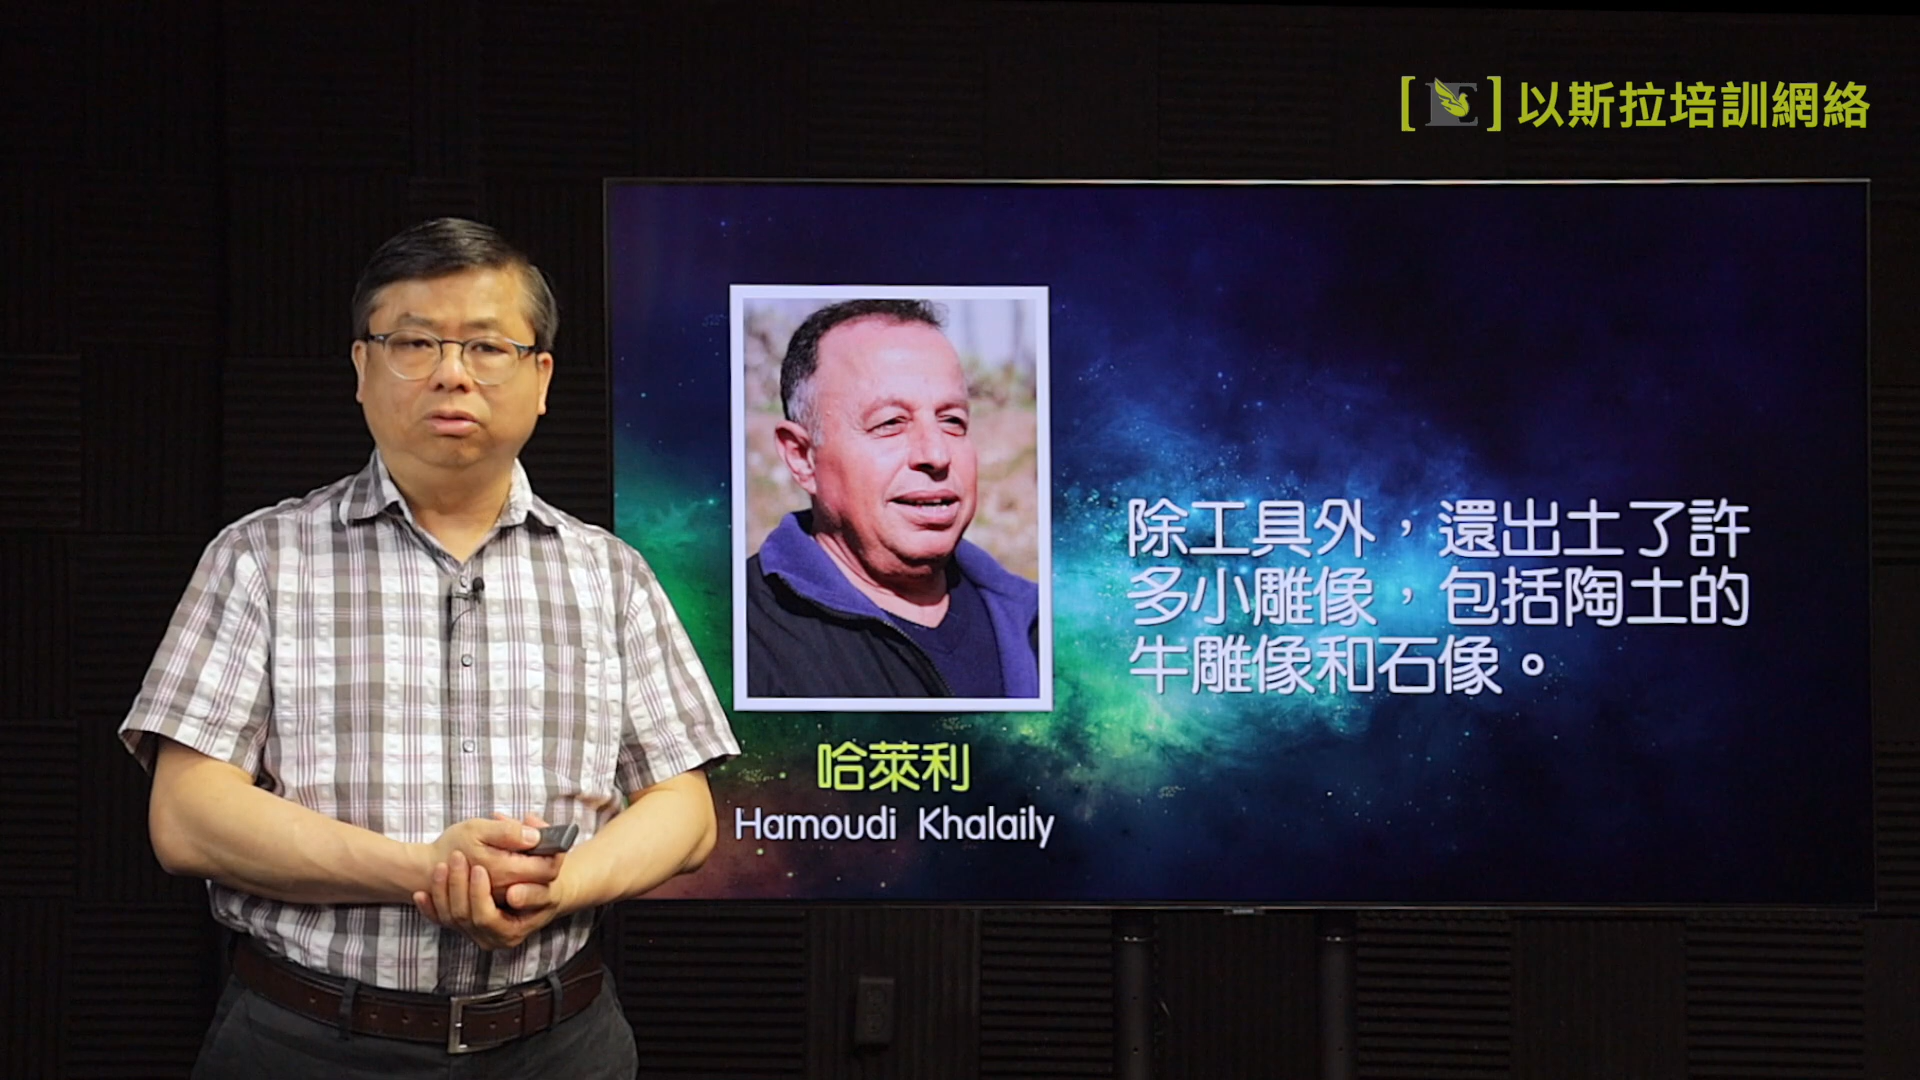 [E] 以斯拉培訓網絡
除工具外，還出土了許
多小雕像，包括陶土的
牛雕像和石像。
哈萊利
Hamoudi Khalaily